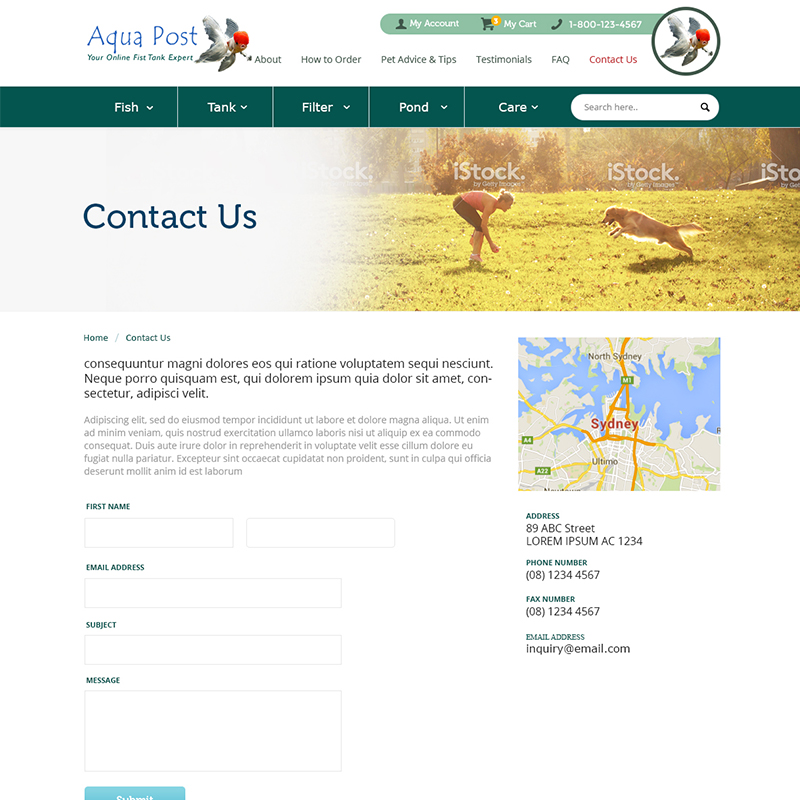 Aqua Post
Your Online Fist Tank Expert
My Account
3
My Cart
1-800-123-4567
About
How to Order
Pet Advice & Tips
Testimonials
FAQ
Contact Us
Fish
Tank
Filter
Pond
Care
Search here..
iStock.
by Getty Images
iStock.
by Getty Images
iStock.
by Getty Images
iSto
by Getty
Contact Us
Home / Contact Us
consequuntur magni dolores eos qui ratione voluptatem sequi nesciunt.
Neque porro quisquam est, qui dolorem ipsum quia dolor sit amet, con-
sectetur, adipisci velit.
Adipiscing elit, sed do eiusmod tempor incididunt ut labore et dolore magna aliqua. Ut enim
ad minim veniam, quis nostrud exercitation ullamco laboris nisi ut aliquip ex ea commodo
consequat. Duis aute irure dolor in reprehenderit in voluptate velit esse cillum dolore eu
fugiat nulla pariatur. Excepteur sint occaecat cupidatat non proident, sunt in culpa qui officia
deserunt mollit anim id est laborum
FIRST NAME
EMAIL ADDRESS
SUBJECT
MESSAGE
Submit
North Sydney
M1
Sydney
A4
Ultimo
A22
Newtown
ADDRESS
89 ABC Street
LOREM IPSUM AC 1234
PHONE NUMBER
(08) 1234 4567
FAX NUMBER
(08) 1234 4567
EMAIL ADDRESS
inquiry@email.com